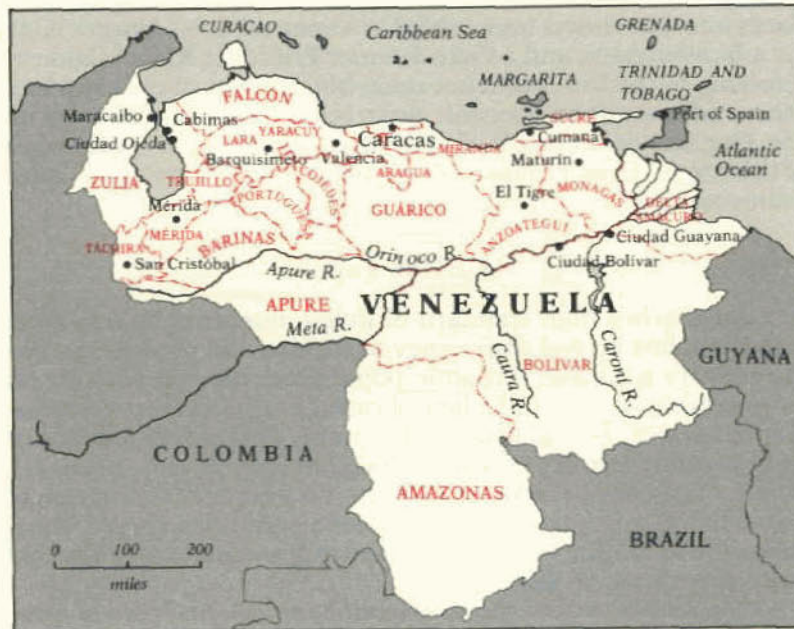 CURAÇAO
Caribbean Sea
GRENADA
MARGARITA
TRINIDAD AND
TOBAGO
Port of Spain
FALCÓN
Maracaibo
Cabimas
Ciudad Ojeda
LARA
YARACUY
Barquisimeto
Valencia
Caracas
MIRANDA
SUCRE
Cumaná
Maturín
Atlantic
Ocean
ZULIA
TRUJILLO
COJEDES
ARAGUA
El Tigre
MONAGAS
DELTA
AMACURO
Mérida
PORTUGUESA
GUÁRICO
MÉRIDA
BARINAS
ANZOATEGUI
Ciudad Guayana
TÁCHIRA
San Cristóbal
Orinoco R.
Ciudad Bolívar
Apure R.
APURE
VENEZUELA
Meta R.
Caura R.
BOLÍVAR
Caroní R.
GUYANA
COLOMBIA
AMAZONAS
BRAZIL
0 100 200
miles